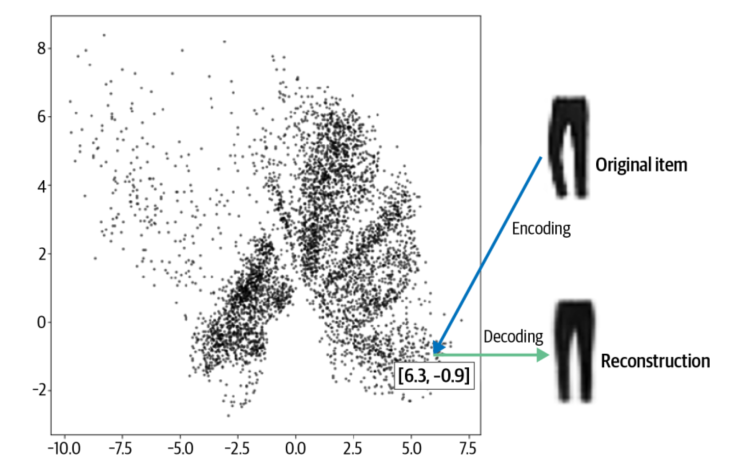 8
6
4
2
0
−2
−10.0 −7.5 −5.0 −2.5 0.0 2.5 5.0 7.5
Original item
Encoding
Decoding
[6.3, −0.9]
Reconstruction